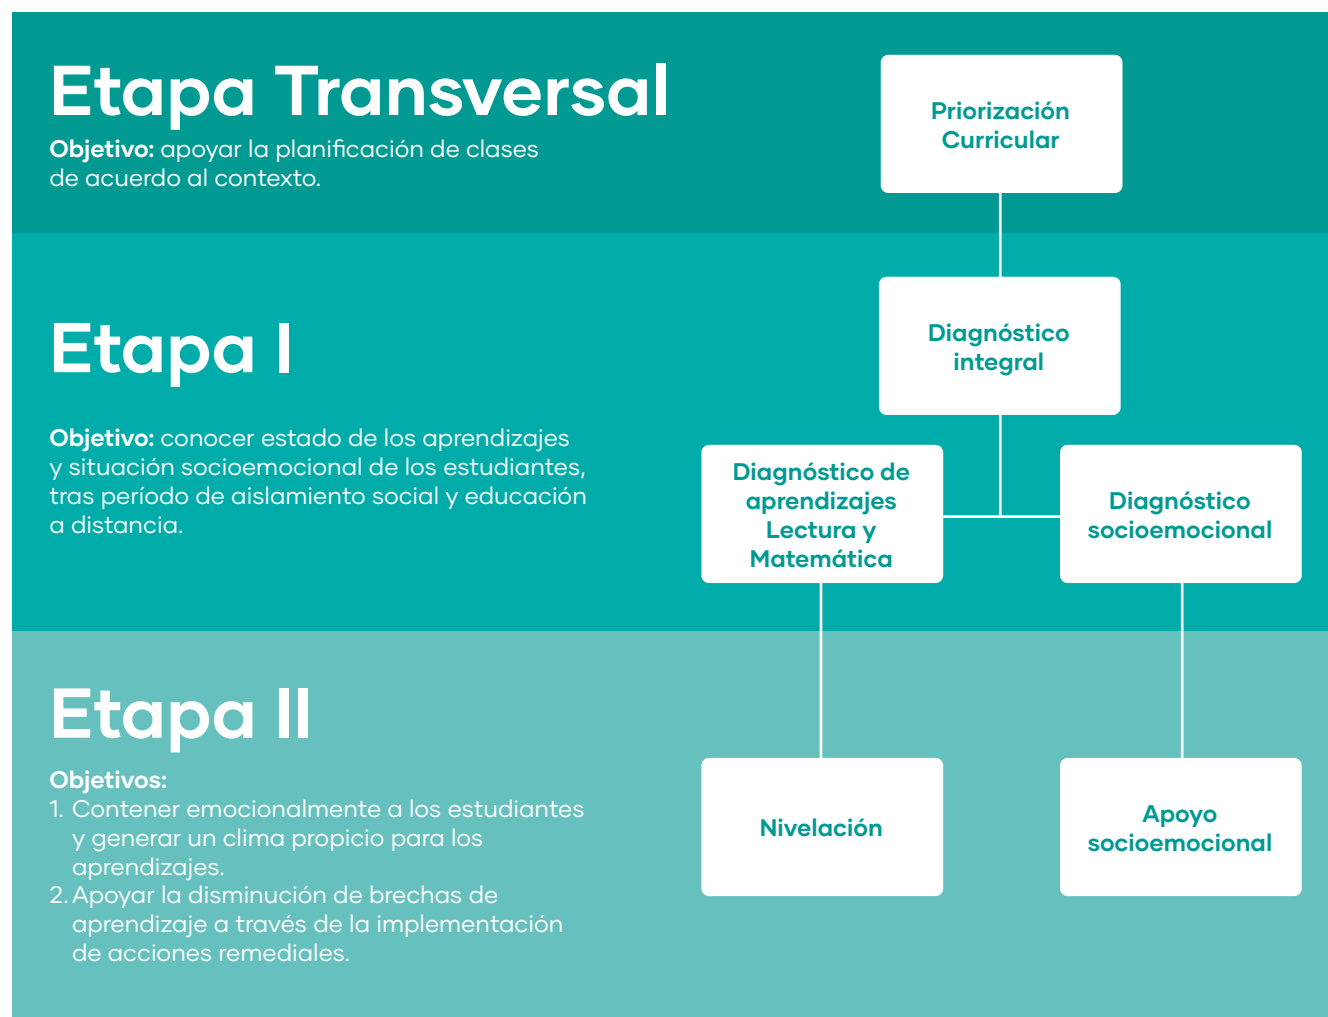 Etapa Transversal
Objetivo: apoyar la planificación de clases
de acuerdo al contexto.
Priorización
Curricular
Etapa I
Objetivo: conocer estado de los aprendizajes
y situación socioemocional de los estudiantes,
tras período de aislamiento social y educación
a distancia.
Diagnóstico
integral
Diagnóstico de
aprendizajes
Lectura y
Matemática
Diagnóstico
socioemocional
Etapa II
Objetivos:
1. Contener emocionalmente a los estudiantes
y generar un clima propicio para los
aprendizajes.
2. Apoyar la disminución de brechas de
aprendizaje a través de la implementación
de acciones remediales.
Nivelación
Apoyo
socioemocional